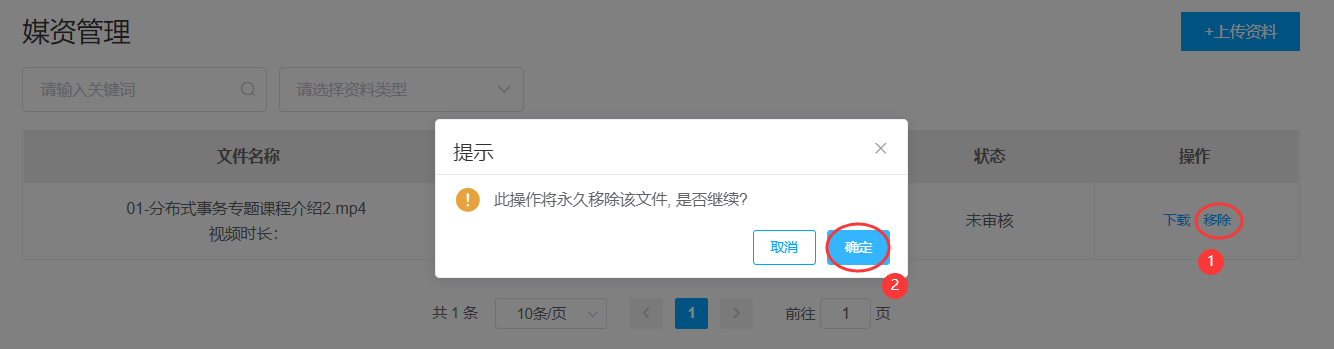 媒资管理
+上传资料
请输入关键词
请选择资料类型
文件名称
状态
操作
提示
此操作将永久移除该文件, 是否继续?
取消
确定
01-分布式事务专题课程介绍2.mp4
视频时长：
未审核
下载
移除
1
2
共 1 条
10条/页
1
前往
1
页